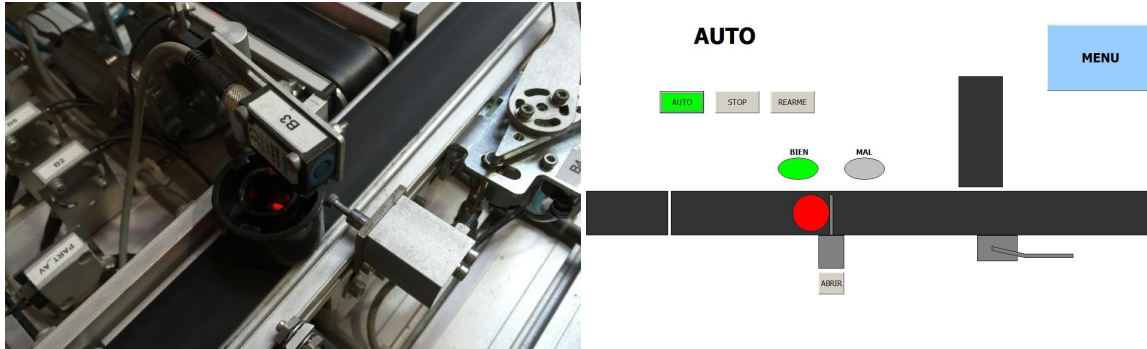 B3
B2
PART_AV
AUTO
MENU
AUTO STOP REARME
BIEN MAL
ABRIR